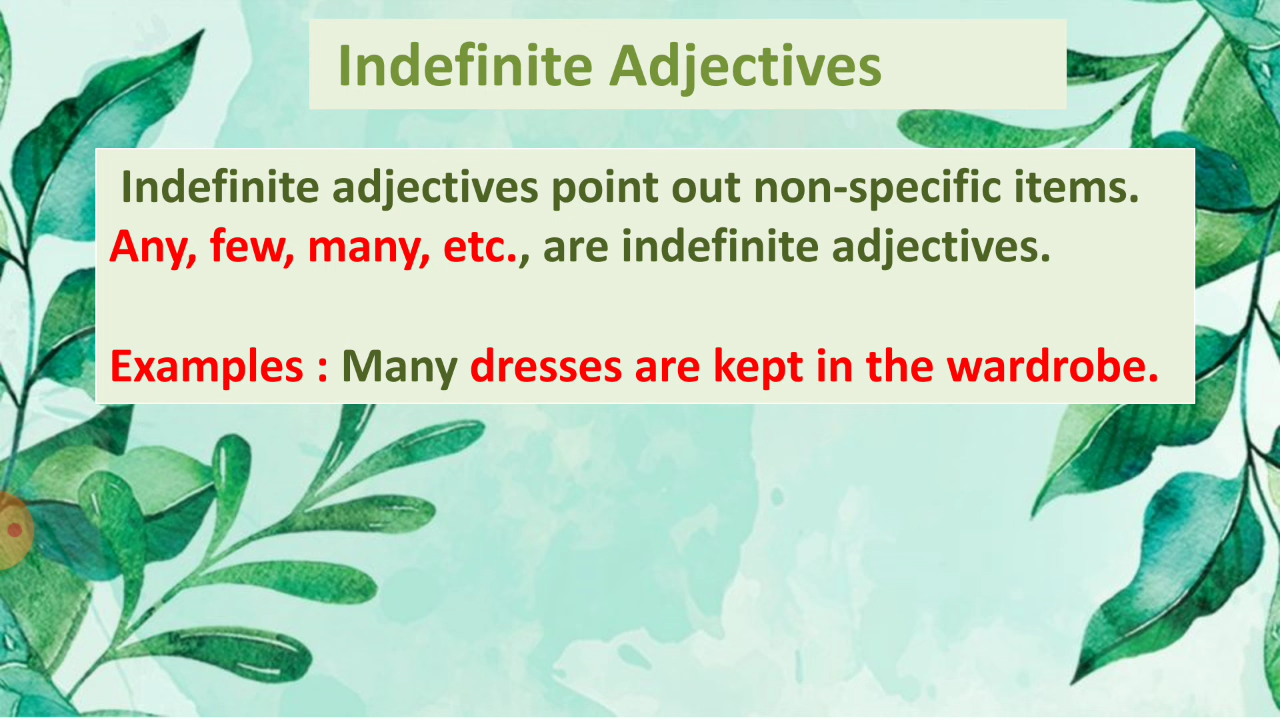 Indefinite Adjectives
Indefinite adjectives point out non-specific items.
Any, few, many, etc., are indefinite adjectives.
Examples : Many dresses are kept in the wardrobe.